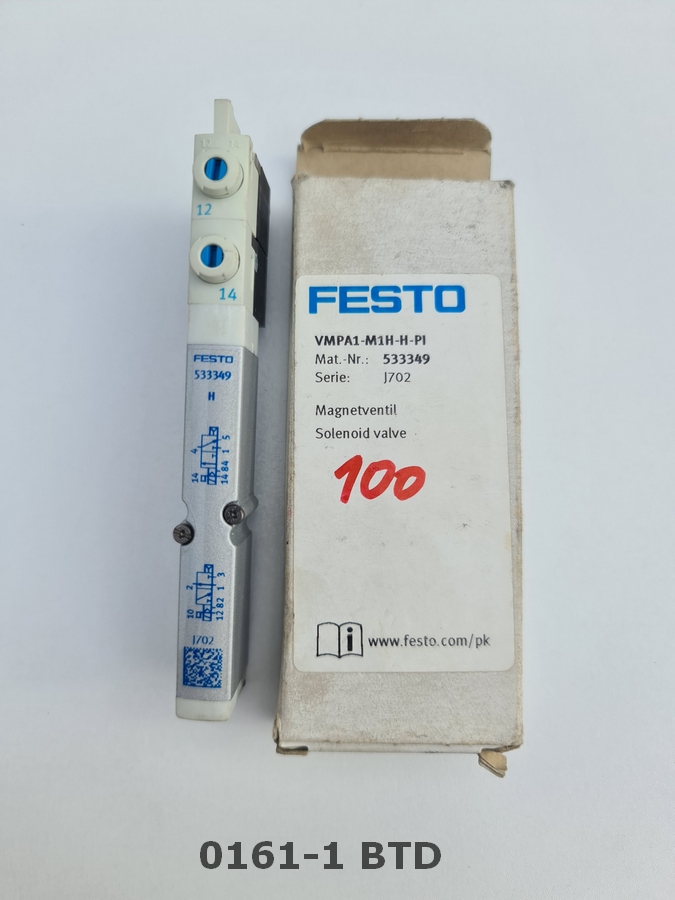 12
14
FESTO
533349
H
4
14
14 84 1 5
2
10
12 82 1 3
J702
FESTO
VMPA1-M1H-H-PI
Mat.-Nr.: 533349
Serie: J702
Magnetventil
Solenoid valve
100
i www.festo.com/pk
0161-1 BTD